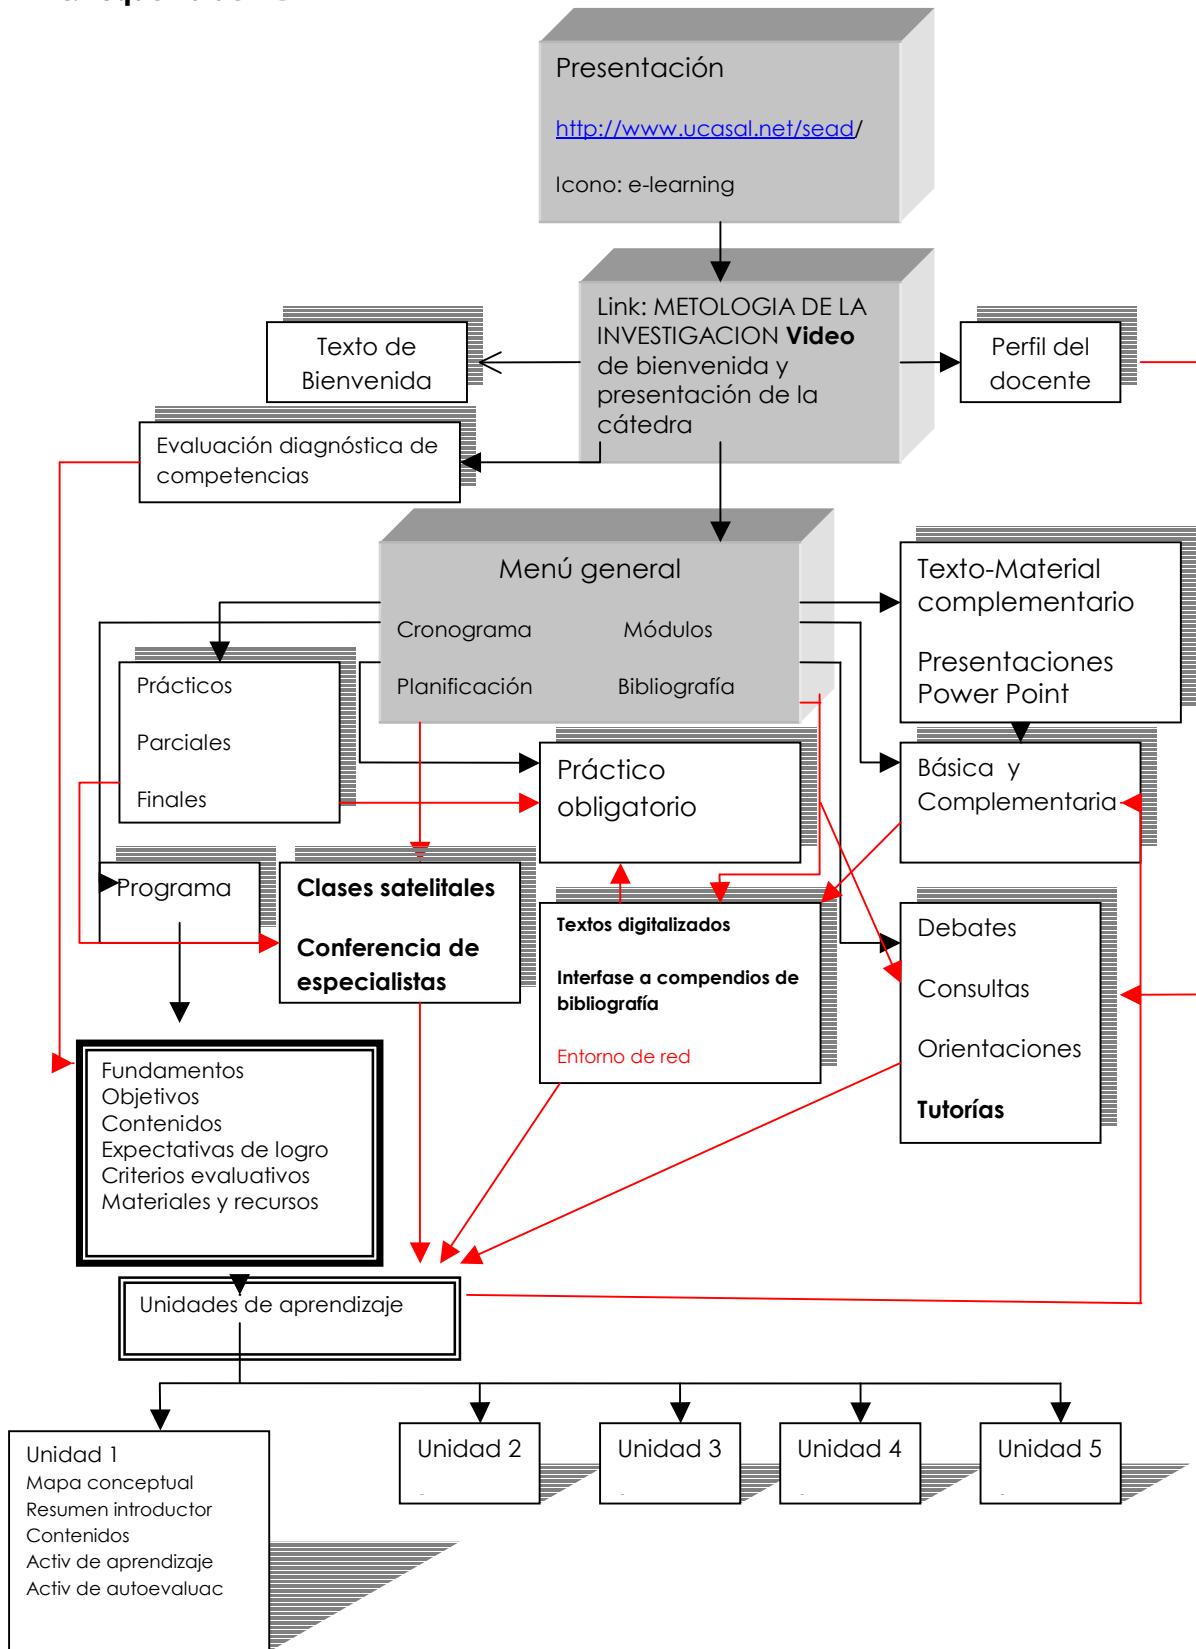 Presentación
http://www.ucasal.net/sead/
Icono: e-learning
Link: METOLOGIA DE LA
INVESTIGACION Video
de bienvenida y
presentación de la
cátedra
Texto de
Bienvenida
Perfil del
docente
Evaluación diagnóstica de
competencias
Menú general
Cronograma
Módulos
Planificación
Bibliografía
Texto-Material
complementario
Presentaciones
Power Point
Prácticos
Parciales
Finales
Práctico
obligatorio
Básica y
Complementaria
Programa
Clases satelitales
Conferencia de
especialistas
Textos digitalizados
Interfase a compendios de
bibliografía
Entorno de red
Debates
Consultas
Orientaciones
Tutorías
Fundamentos
Objetivos
Contenidos
Expectativas de logro
Criterios evaluativos
Materiales y recursos
Unidades de aprendizaje
Unidad 1
Mapa conceptual
Resumen introductor
Contenidos
Activ de aprendizaje
Activ de autoevaluac
Unidad 2
Unidad 3
Unidad 4
Unidad 5